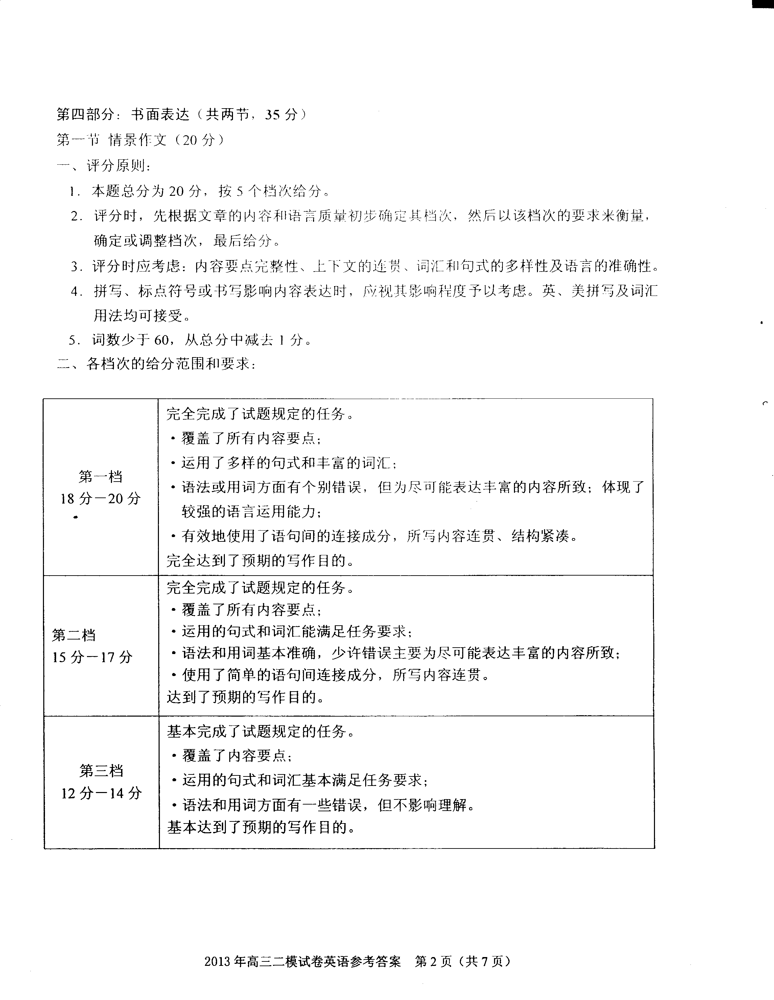 第四部分：书面表达（共两节，35 分）
第一节 情景作文（20 分）
一、评分原则：
1. 本题总分为 20 分，按 5 个档次给分。
2. 评分时，先根据文章的内容和语言质量初步确定其档次，然后以该档次的要求来衡量，
确定或调整档次，最后给分。
3. 评分时应考虑：内容要点完整性、上下文的连贯、词汇和句式的多样性及语言的准确性。
4. 拼写、标点符号或书写影响内容表达时，应视其影响程度予以考虑。英、美拼写及词汇
用法均可接受。
5. 词数少于 60，从总分中减去 1 分。
二、各档次的给分范围和要求：
第一档
18 分－20 分
完全完成了试题规定的任务。
·覆盖了所有内容要点；
·运用了多样的句式和丰富的词汇；
·语法或用词方面有个别错误，但为尽可能表达丰富的内容所致；体现了
较强的语言运用能力；
·有效地使用了语句间的连接成分，所写内容连贯、结构紧凑。
完全达到了预期的写作目的。
第二档
15 分－17 分
完全完成了试题规定的任务。
·覆盖了所有内容要点；
·运用的句式和词汇能满足任务要求；
·语法和用词基本准确，少许错误主要为尽可能表达丰富的内容所致；
·使用了简单的语句间连接成分，所写内容连贯。
达到了预期的写作目的。
第三档
12 分－14 分
基本完成了试题规定的任务。
·覆盖了内容要点；
·运用的句式和词汇基本满足任务要求；
·语法和用词方面有一些错误，但不影响理解。
基本达到了预期的写作目的。
2013 年高三二模试卷英语参考答案 第 2 页（共 7 页）